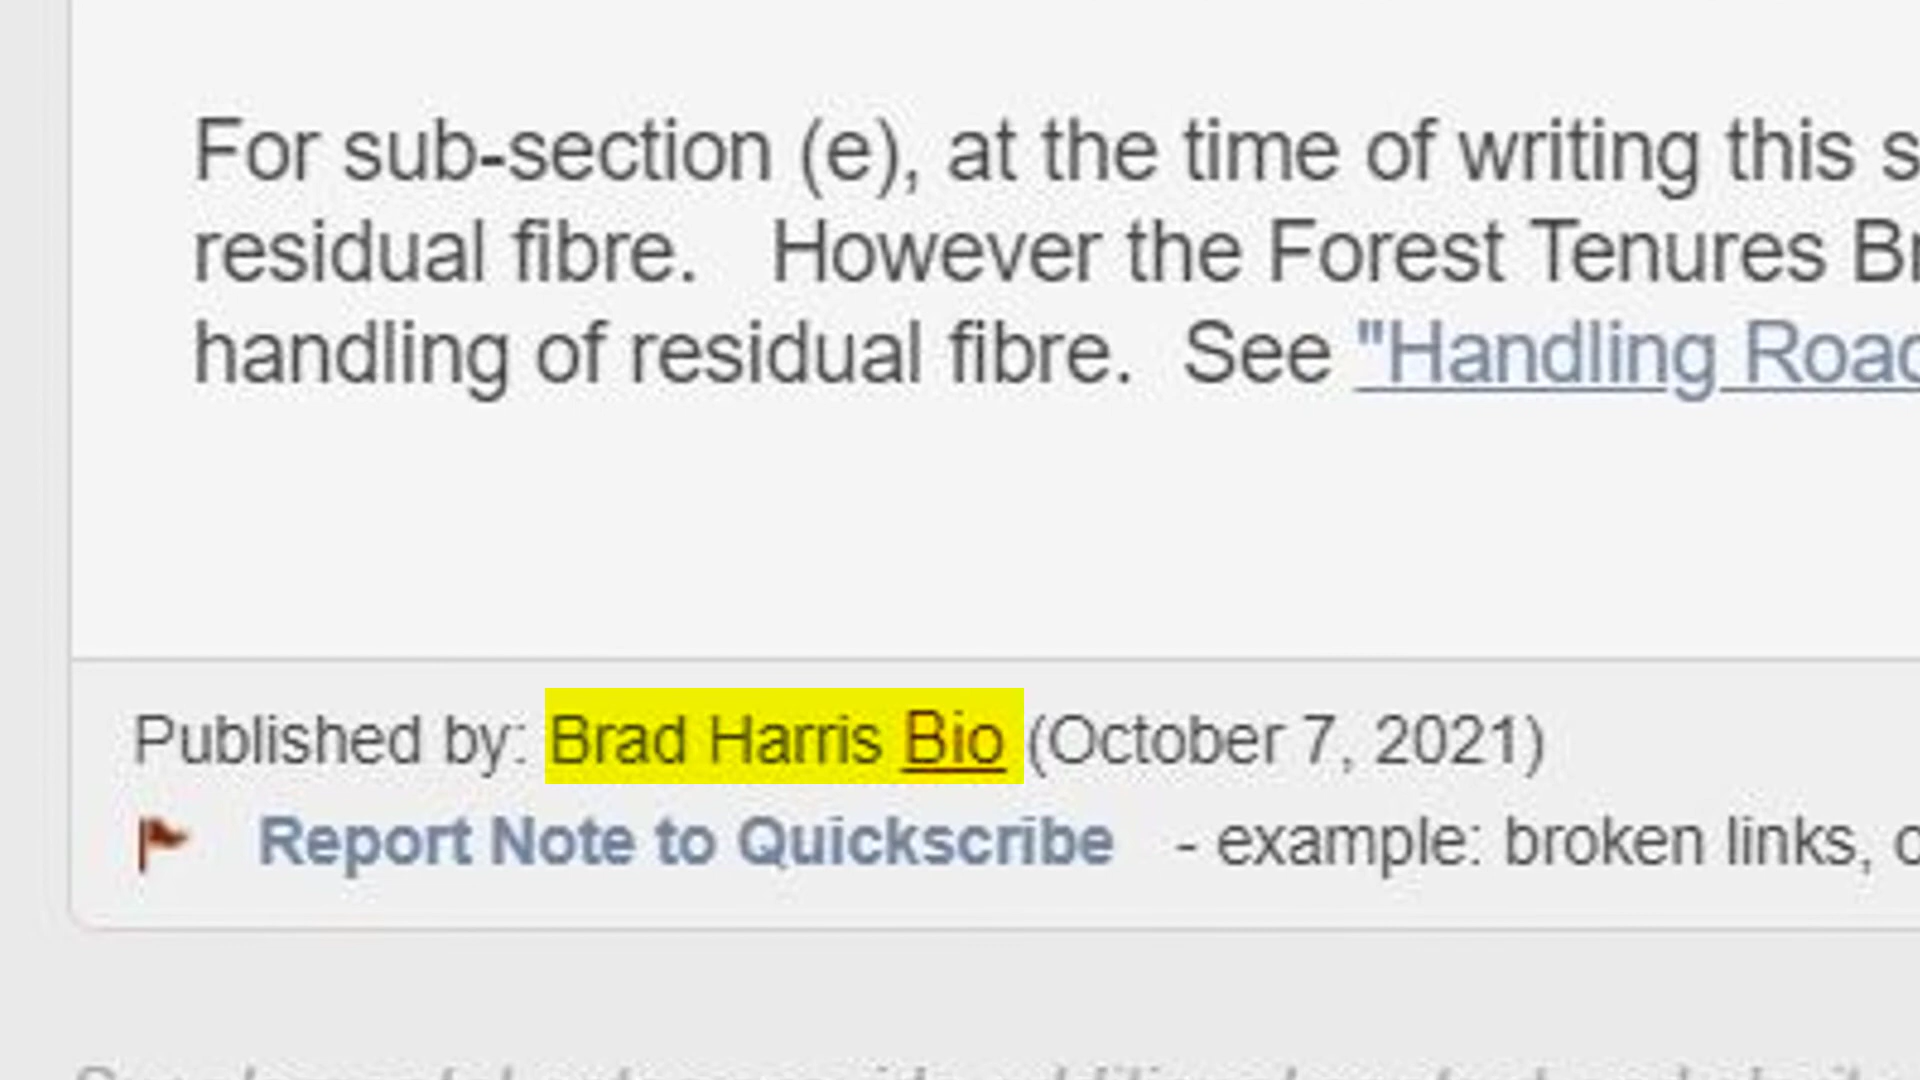 For sub-section (e), at the time of writing this
residual fibre. However the Forest Tenures
handling of residual fibre. See "Handling
Published by: Brad Harris Bio (October 7, 2021)
Report Note to Quickscribe - example: broken links,